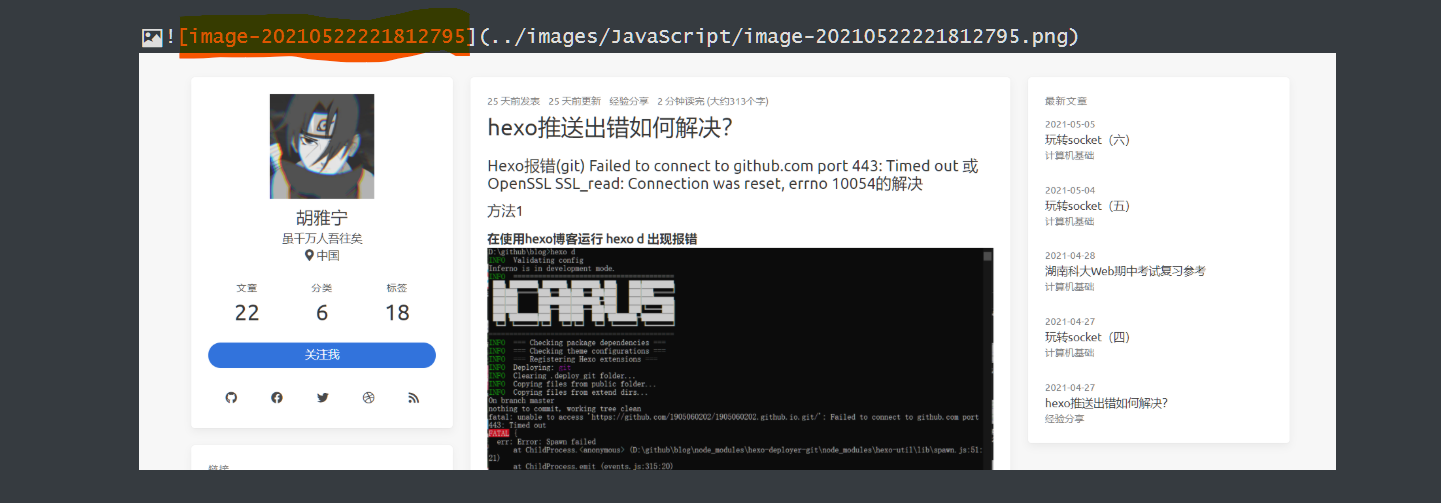 ![image-20210522221812795](../images/JavaScript/image-20210522221812795.png)
胡雅宁
虽千万人吾往矣
中国
文章 分类 标签
22 6 18
关注我
链接
25 天前发表 25 天前更新 经验分享 2 分钟读完 (大约313个字)
hexo推送出错如何解决？
Hexo报错(git) Failed to connect to github.com port 443: Timed out 或
OpenSSL SSL_read: Connection was reset, errno 10054的解决
方法1
在使用hexo博客运行 hexo d 出现报错
D:\github\blog>hexo d
INFO  Validating config
Inferno is in development mode.
INFO  =======================================
ICARUS
=============================================
INFO  === Checking package dependencies ===
INFO  === Checking theme configurations ===
INFO  === Registering Hexo extensions ===
INFO  Deploying: git
INFO  Clearing .deploy_git folder...
INFO  Copying files from public folder...
INFO  Copying files from extend dirs...
On branch master
nothing to commit, working tree clean
fatal: unable to access 'https://github.com/1905060202/1905060202.github.io.git/': Failed to connect to github.com port
443: Timed out
FATAL {
err: Error: Spawn failed
at ChildProcess.<anonymous> (D:\github\blog\node_modules\hexo-deployer-git\node_modules\hexo-util\lib\spawn.js:51:
21)
at ChildProcess.emit (events.js:315:20)
最新文章
2021-05-05
玩转socket（六）
计算机基础
2021-05-04
玩转socket（五）
计算机基础
2021-04-28
湖南科大Web期中考试复习参考
计算机基础
2021-04-27
玩转socket（四）
计算机基础
2021-04-27
hexo推送出错如何解决？
经验分享